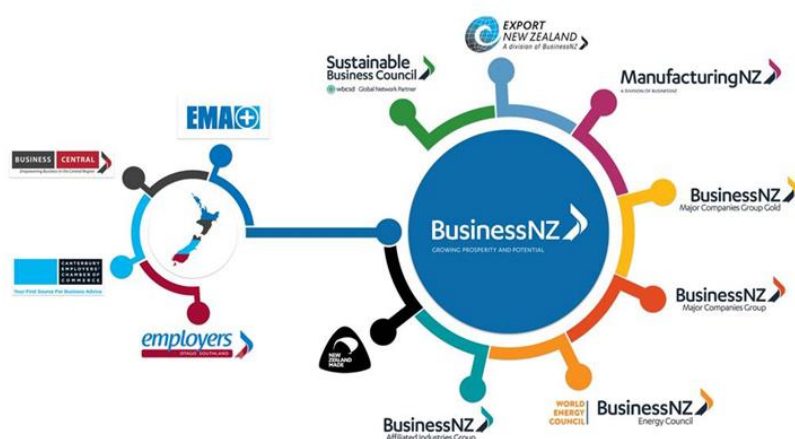 EXPORT
NEW ZEALAND
A division of BusinessNZ
Sustainable
Business Council
wbcsd Global Network Partner
ManufacturingNZ
A DIVISION OF BUSINESSNZ
EMA
BUSINESS CENTRAL
Empowering Business in the Central Region
BusinessNZ
Major Companies Group Gold
BusinessNZ
GROWING PROSPERITY AND POTENTIAL
CANTERBURY
EMPLOYERS'
CHAMBER OF
COMMERCE
Your First Source For Business Advice
BusinessNZ
Major Companies Group
employers
OTAGO SOUTHLAND
NEW
ZEALAND
MADE
WORLD
ENERGY
COUNCIL
BusinessNZ
Energy Council
BusinessNZ
Affiliated Industries Group